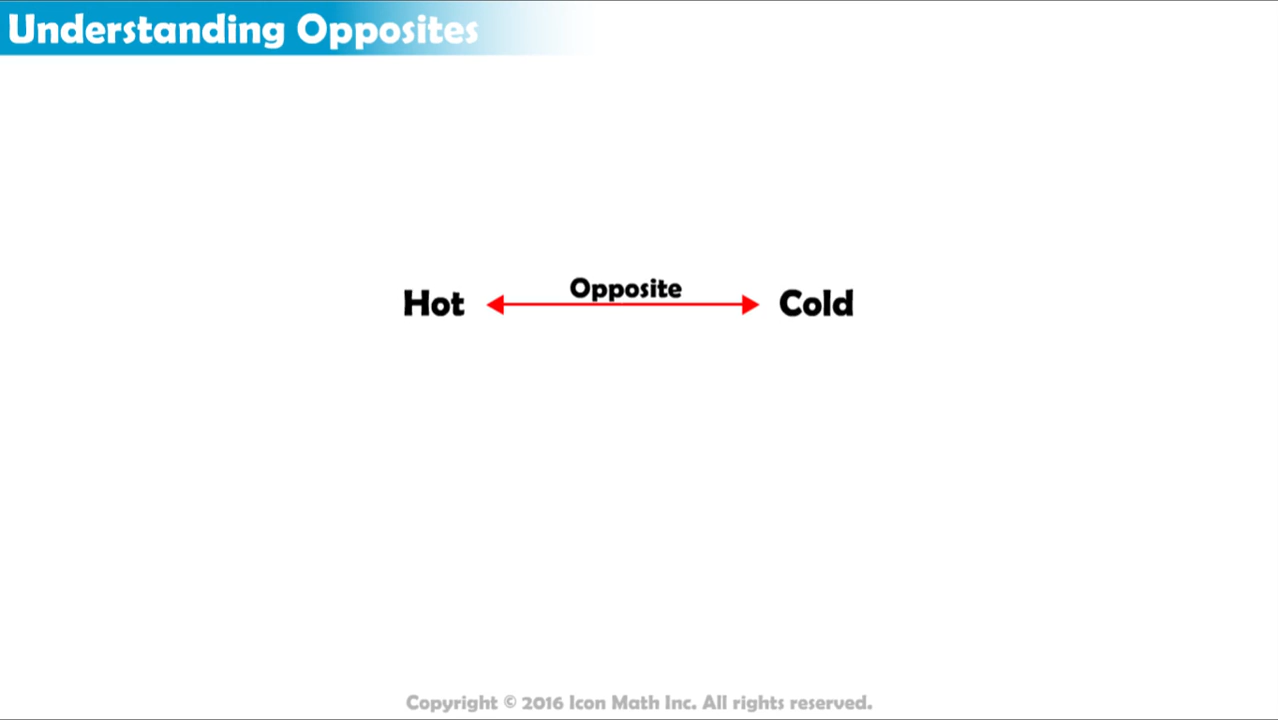 Understanding Opposites
Opposite
Hot Cold
Copyright © 2016 Icon Math Inc. All rights reserved.